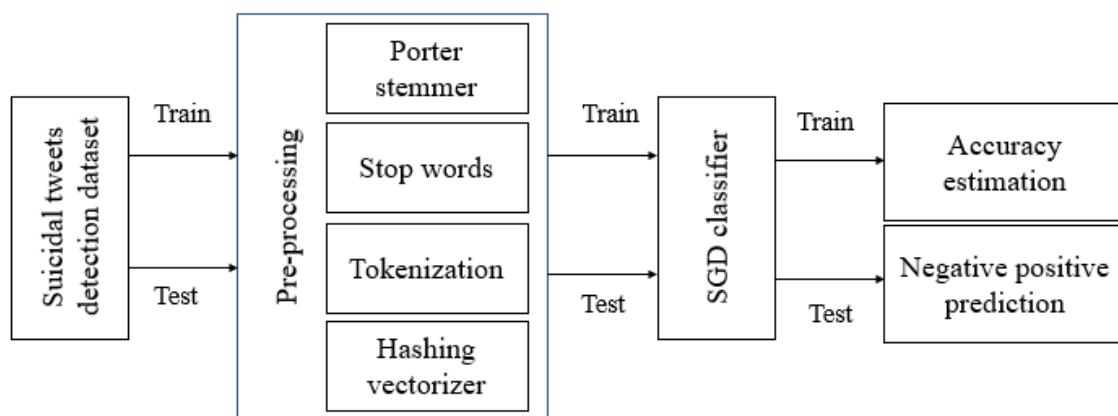 Suicidal tweets
detection dataset
Train
Test
Pre-processing
Porter
stemmer
Stop words
Tokenization
Hashing
vectorizer
Train
Test
SGD classifier
Train
Test
Accuracy
estimation
Negative positive
prediction